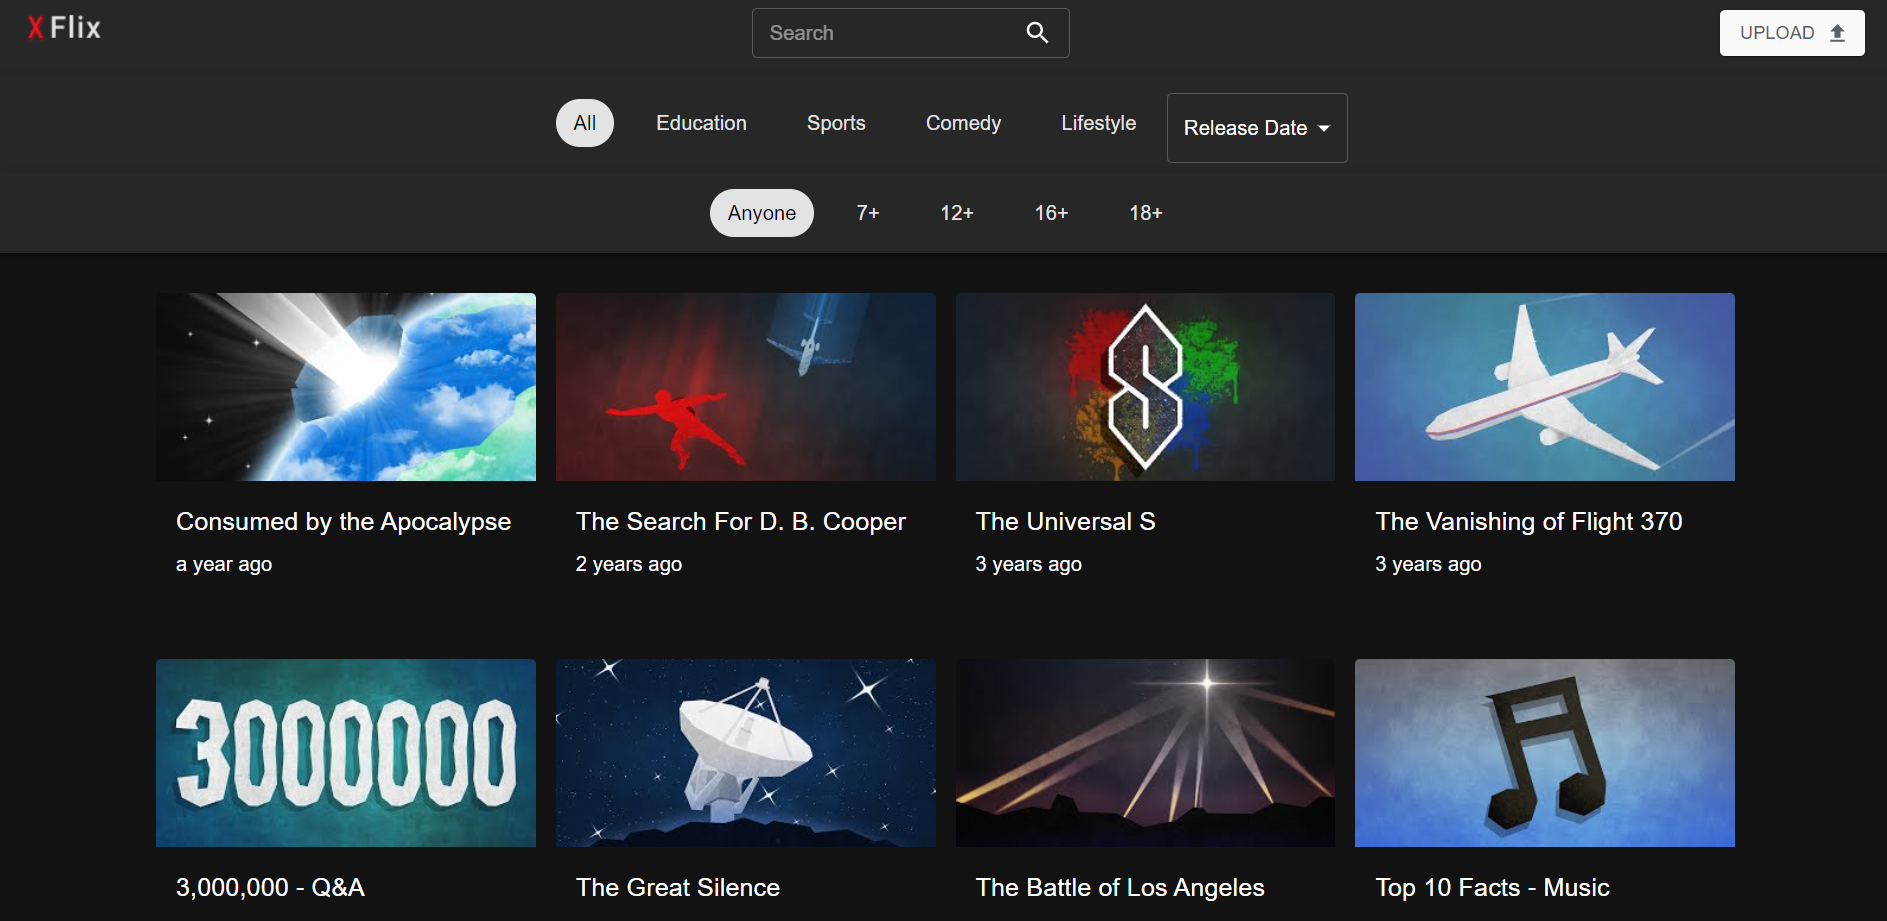 X Flix
Search
UPLOAD
All Education Sports Comedy Lifestyle Release Date
Anyone 7+ 12+ 16+ 18+
Consumed by the Apocalypse
a year ago
The Search For D. B. Cooper
2 years ago
The Universal S
3 years ago
The Vanishing of Flight 370
3 years ago
3000000
3,000,000 - Q&A
The Great Silence
The Battle of Los Angeles
Top 10 Facts - Music